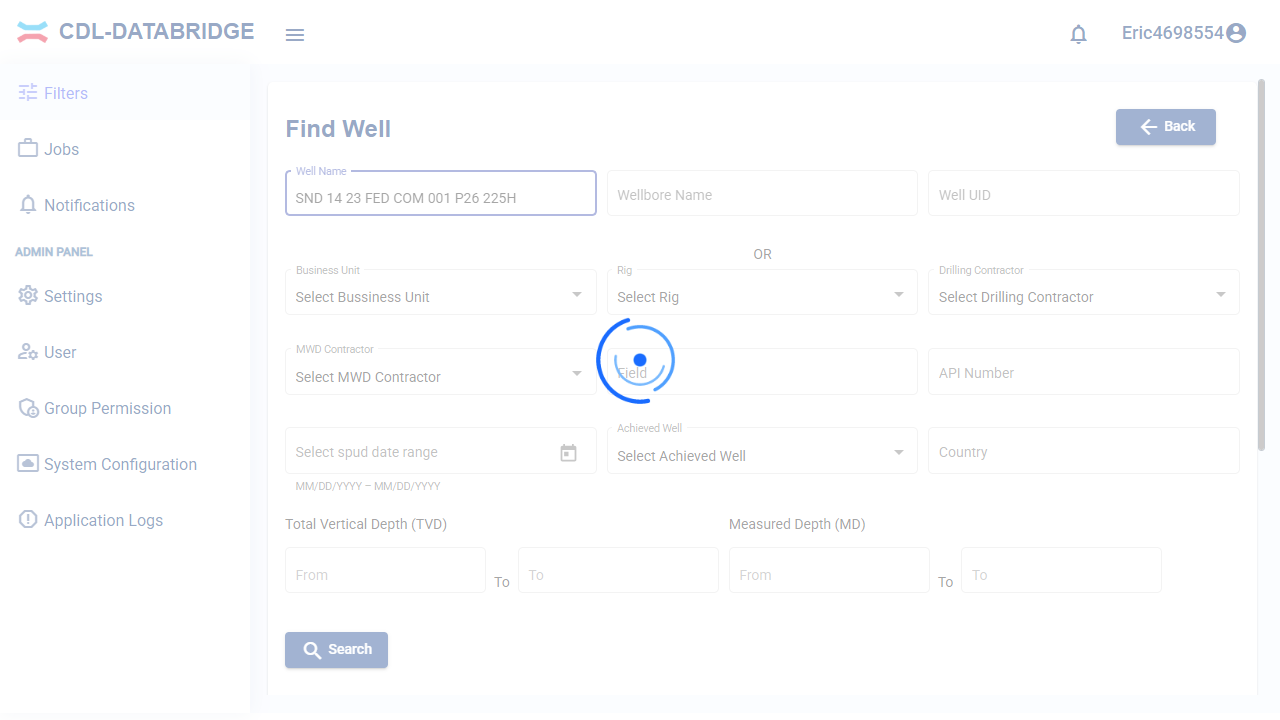 CDL-DATABRIDGE
Eric4698554
Filters
Jobs
Notifications
ADMIN PANEL
Settings
User
Group Permission
System Configuration
Application Logs
Find Well
Back
Well Name
SND 14 23 FED COM 001 P26 225H
Wellbore Name
Well UID
OR
Business Unit
Select Bussiness Unit
Rig
Select Rig
Drilling Contractor
Select Drilling Contractor
MWD Contractor
Select MWD Contractor
Field
API Number
Select spud date range
MM/DD/YYYY – MM/DD/YYYY
Achieved Well
Select Achieved Well
Country
Total Vertical Depth (TVD)
From
To
To
Measured Depth (MD)
From
To
To
Search